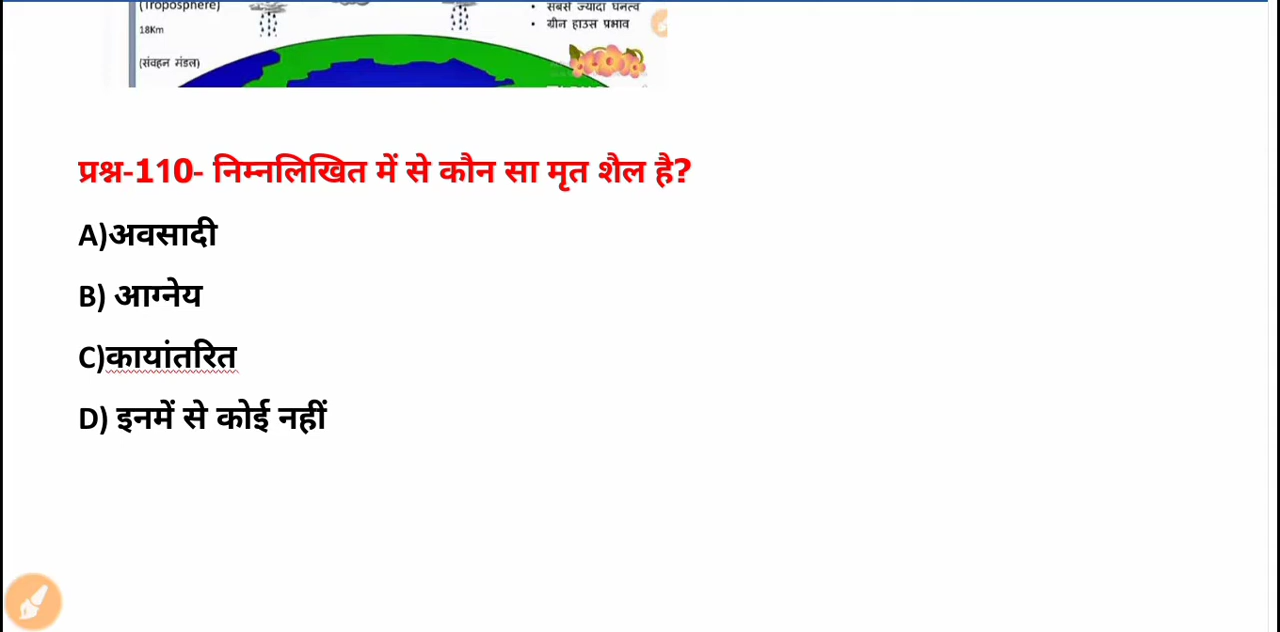 (Troposphere)
• सबसे ज्यादा घनत्व
18Km
• ग्रीन हाउस प्रभाव
(संवहन मंडल)
प्रश्न-110- निम्नलिखित में से कौन सा मृत शैल है?
A)अवसादी
B) आग्नेय
C)कायांतरित
D) इनमें से कोई नहीं